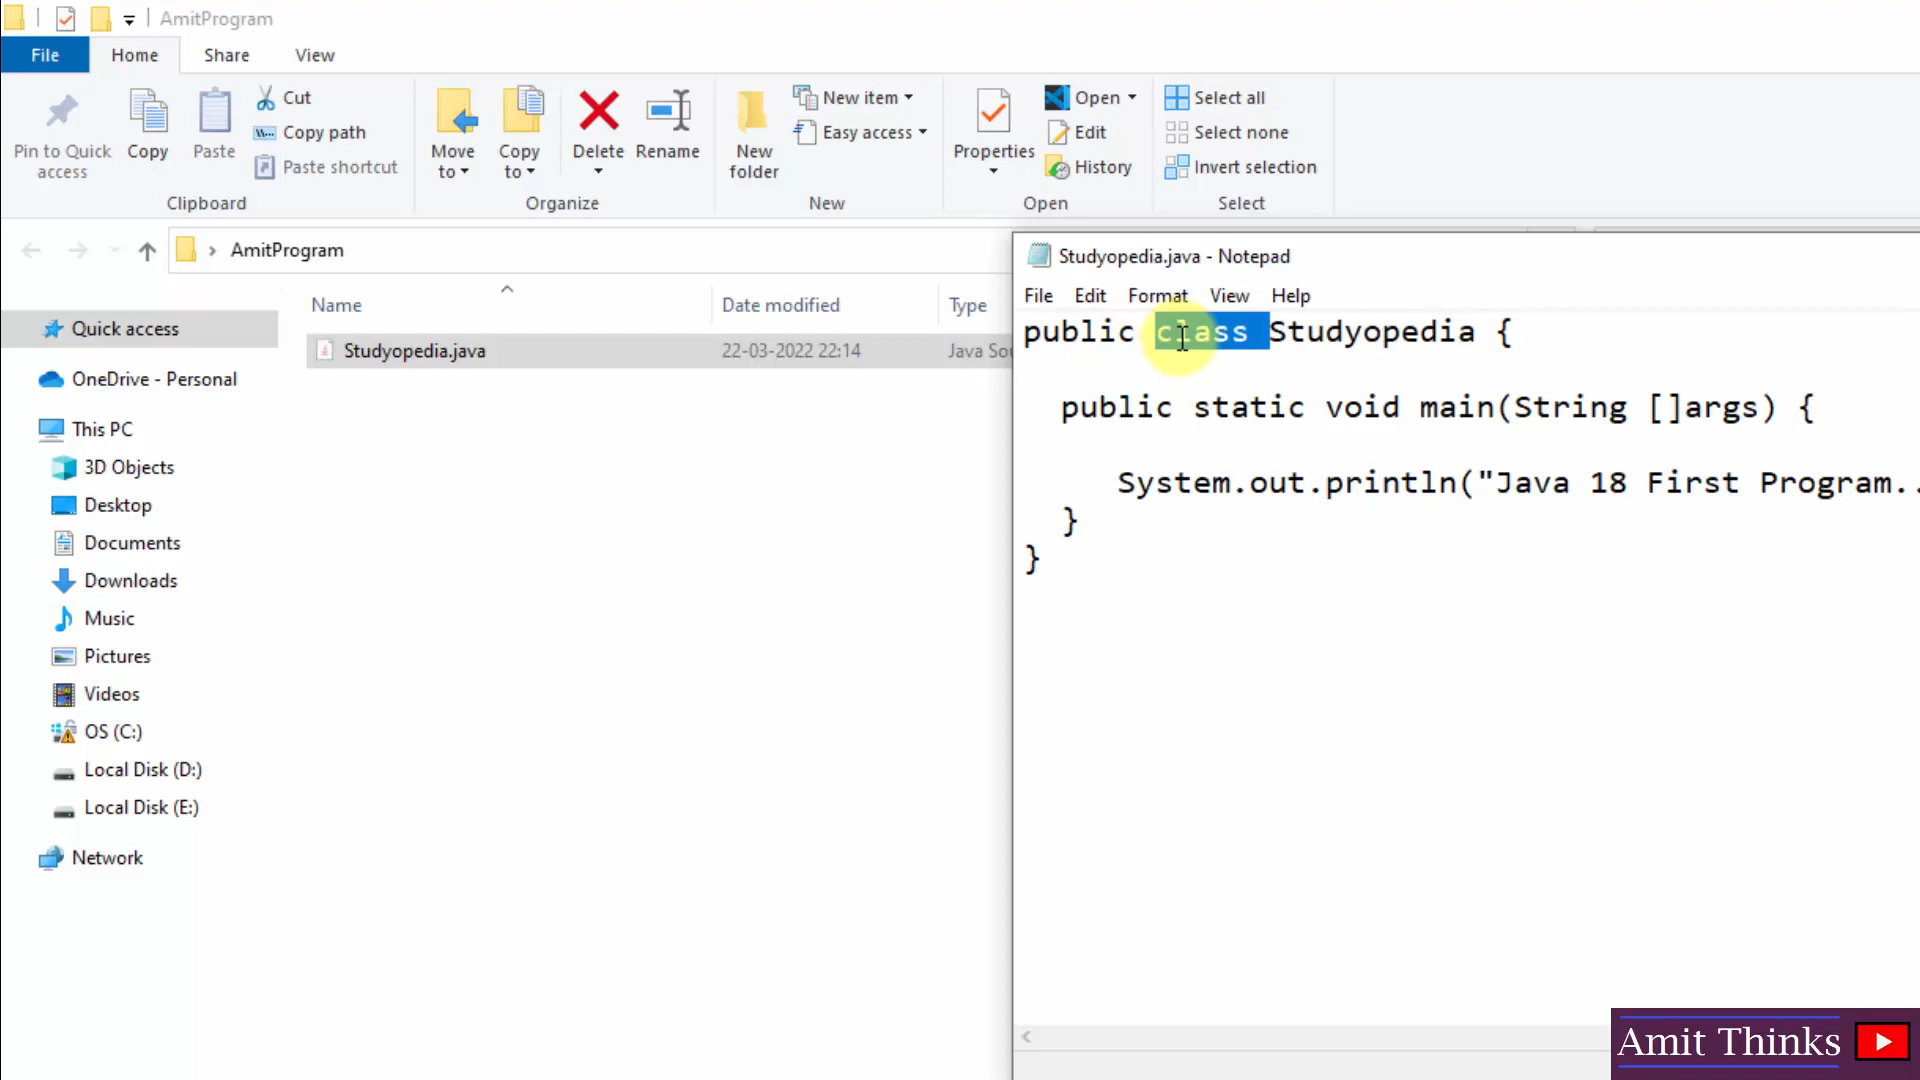 AmitProgram
File Home Share View
Pin to Quick access
Copy
Paste
Cut
Copy path
Paste shortcut
Clipboard
Move to
Copy to
Delete
Rename
Organize
New folder
New item
Easy access
New
Properties
Open
Edit
History
Open
Select all
Select none
Invert selection
Select
AmitProgram
Name Date modified Type
Studyopedia.java 22-03-2022 22:14 Java
Quick access
OneDrive - Personal
This PC
3D Objects
Desktop
Documents
Downloads
Music
Pictures
Videos
OS (C:)
Local Disk (D:)
Local Disk (E:)
Network
Studyopedia.java - Notepad
File Edit Format View Help
public class Studyopedia {
public static void main(String []args) {
System.out.println("Java 18 First Program..
}
}
Amit Thinks